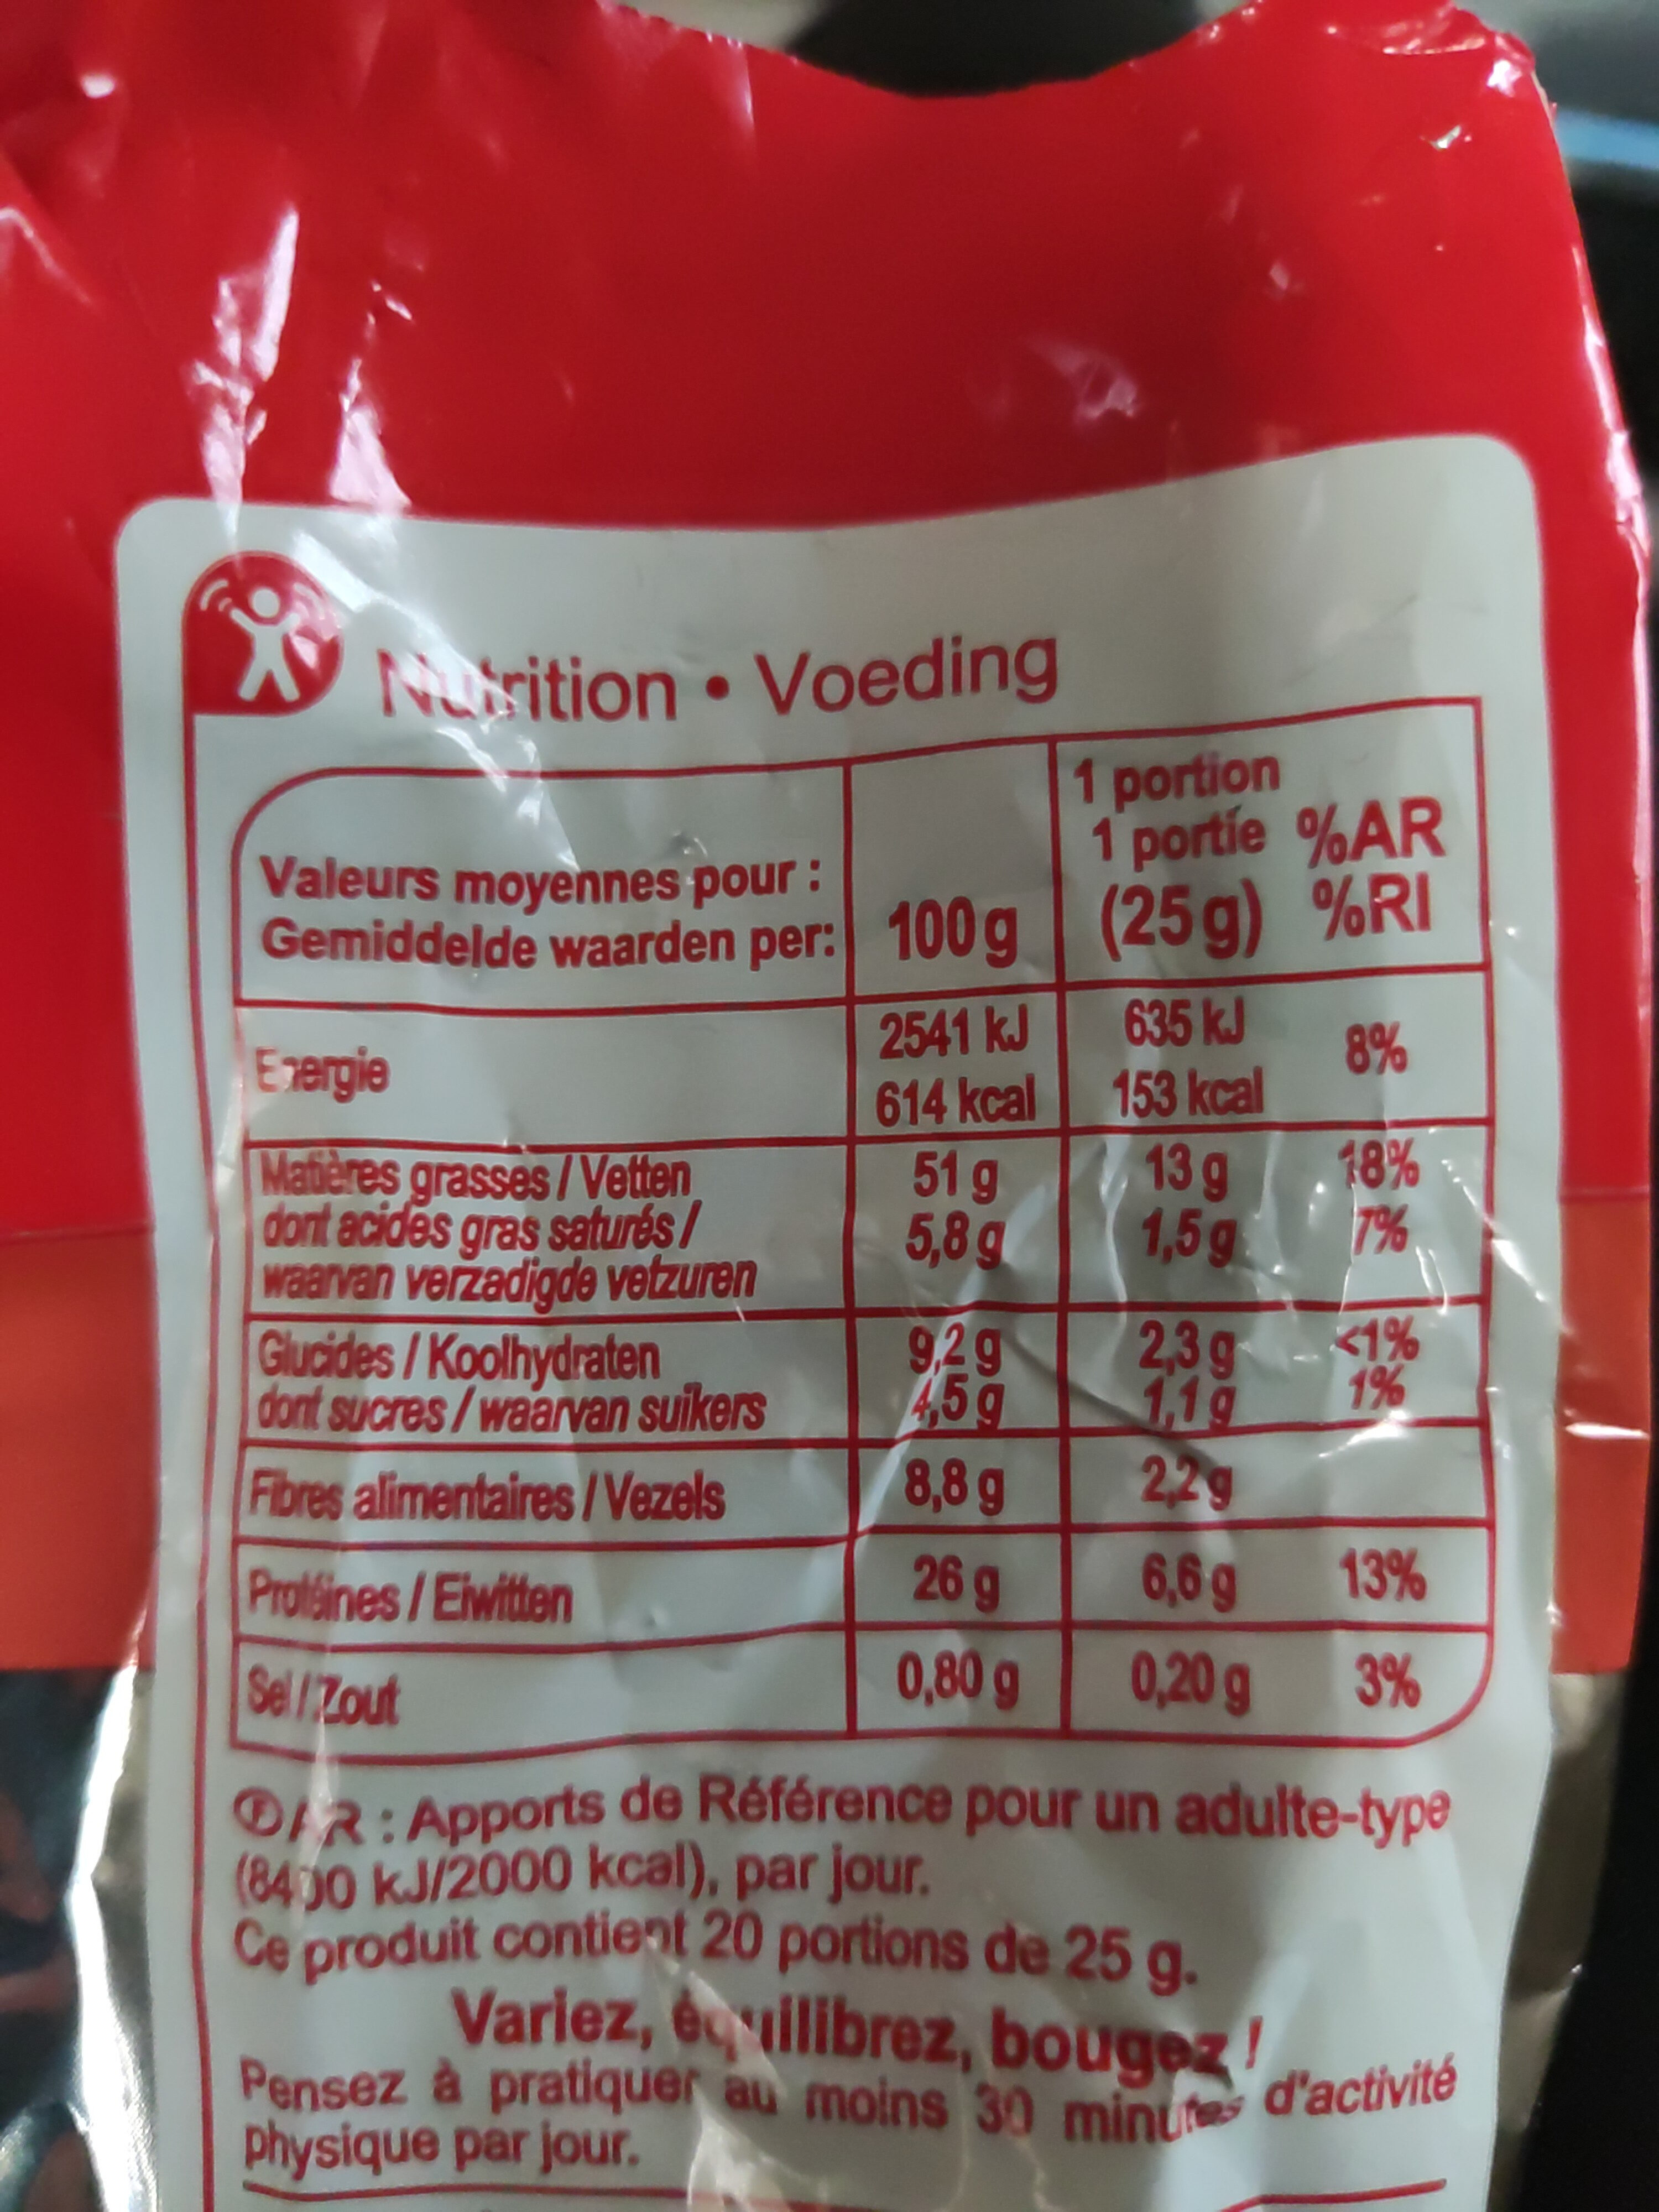 Nutrition • Voeding
Valeurs moyennes pour :
Gemiddelde waarden per:
100 g
1 portion
1 portie
(25 g)
%AR
%RI
Energie
2541 kJ 635 kJ
8%
614 kcal 153 kcal
Matières grasses / Vetten 51 g 13 g 18%
dont acides gras saturés / 5,8 g 1,5 g 7%
waarvan verzadigde vetzuren
Glucides / Koolhydraten 9,2 g 2,3 g <1%
dont sucres / waarvan suikers 4,5 g 1,1 g 1%
Fibres alimentaires / Vezels 8,8 g 2,2 g
Protéines / Eiwitten 26 g 6,6 g 13%
Sel / Zout 0,80 g 0,20 g 3%
ⒻAR : Apports de Référence pour un adulte-type
(8400 kJ/2000 kcal), par jour.
Ce produit contient 20 portions de 25 g.
Variez, équilibrez, bougez !
Pensez à pratiquer au moins 30 minutes d'activité
physique par jour.